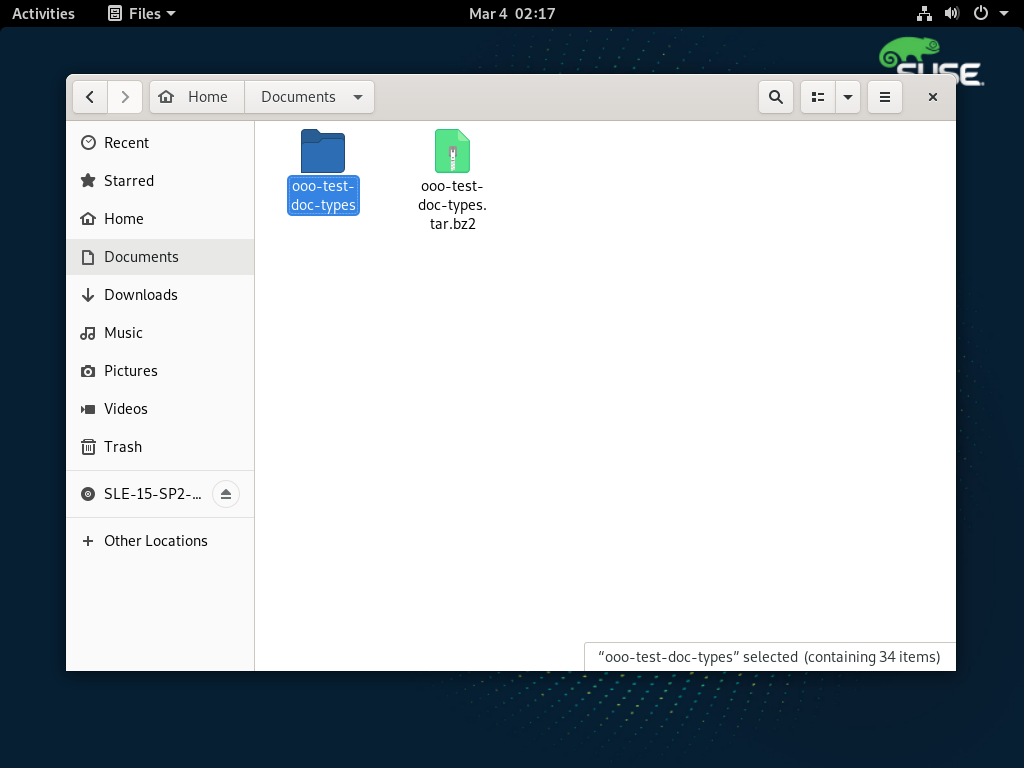 Activities
Files
Mar 4 02:17
SUSE
Home
Documents
Recent
Starred
Home
Documents
Downloads
Music
Pictures
Videos
Trash
SLE-15-SP2-...
Other Locations
ooo-test-
doc-types
ooo-test-
doc-types.
tar.bz2
“ooo-test-doc-types” selected (containing 34 items)